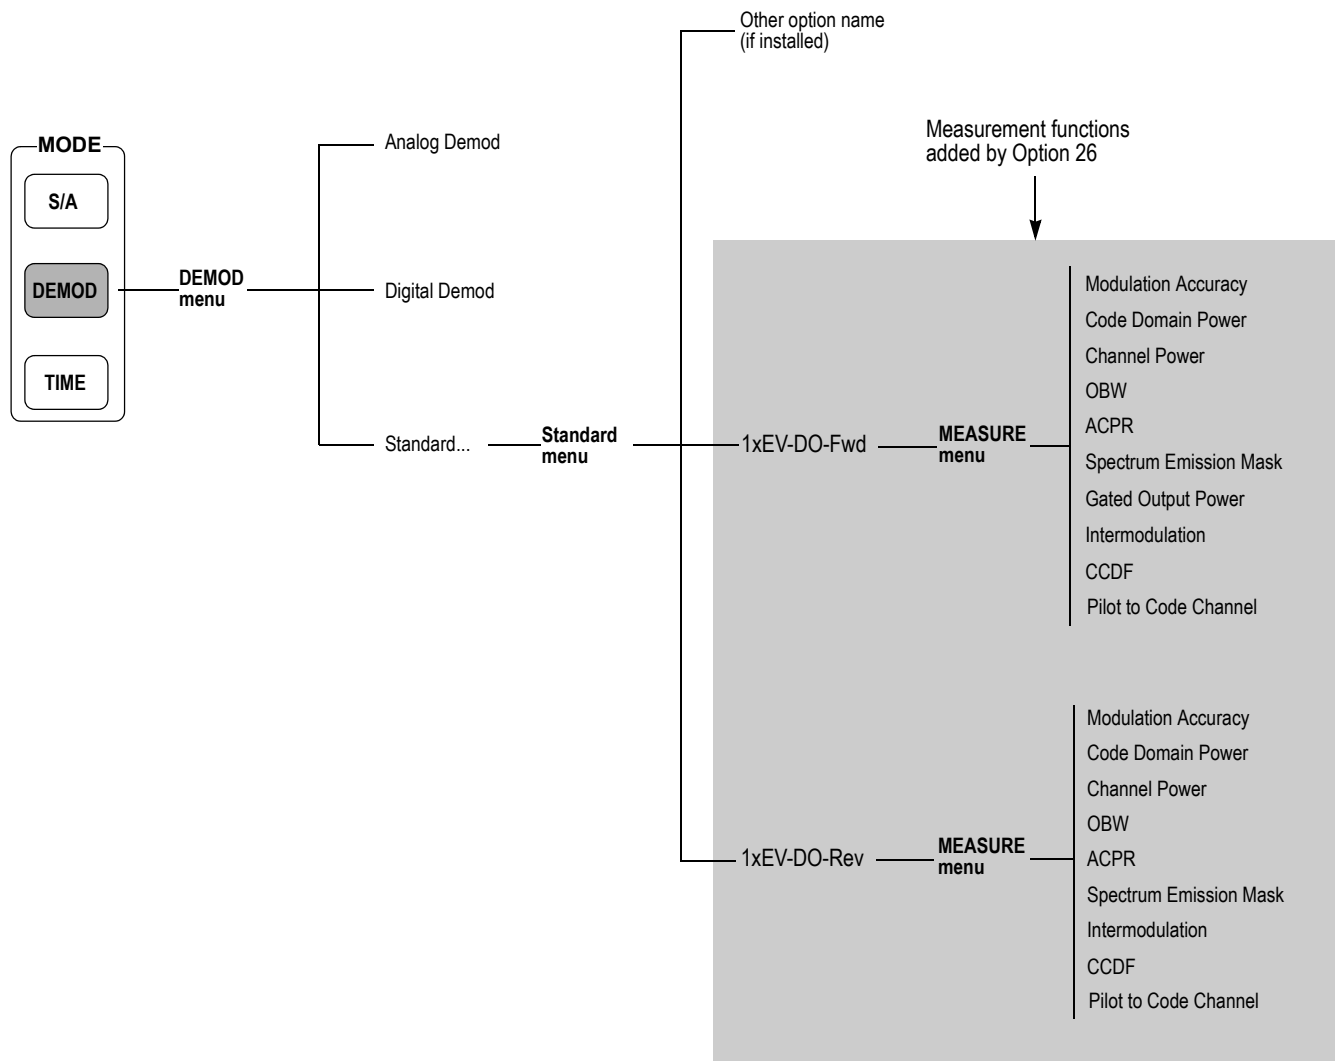 Other option name
(if installed)
Measurement functions
added by Option 26
MODE
S/A
DEMOD
TIME
DEMOD
menu
Analog Demod
Digital Demod
Standard...
Standard
menu
1xEV-DO-Fwd
MEASURE
menu
Modulation Accuracy
Code Domain Power
Channel Power
OBW
ACPR
Spectrum Emission Mask
Gated Output Power
Intermodulation
CCDF
Pilot to Code Channel
1xEV-DO-Rev
MEASURE
menu
Modulation Accuracy
Code Domain Power
Channel Power
OBW
ACPR
Spectrum Emission Mask
Intermodulation
CCDF
Pilot to Code Channel